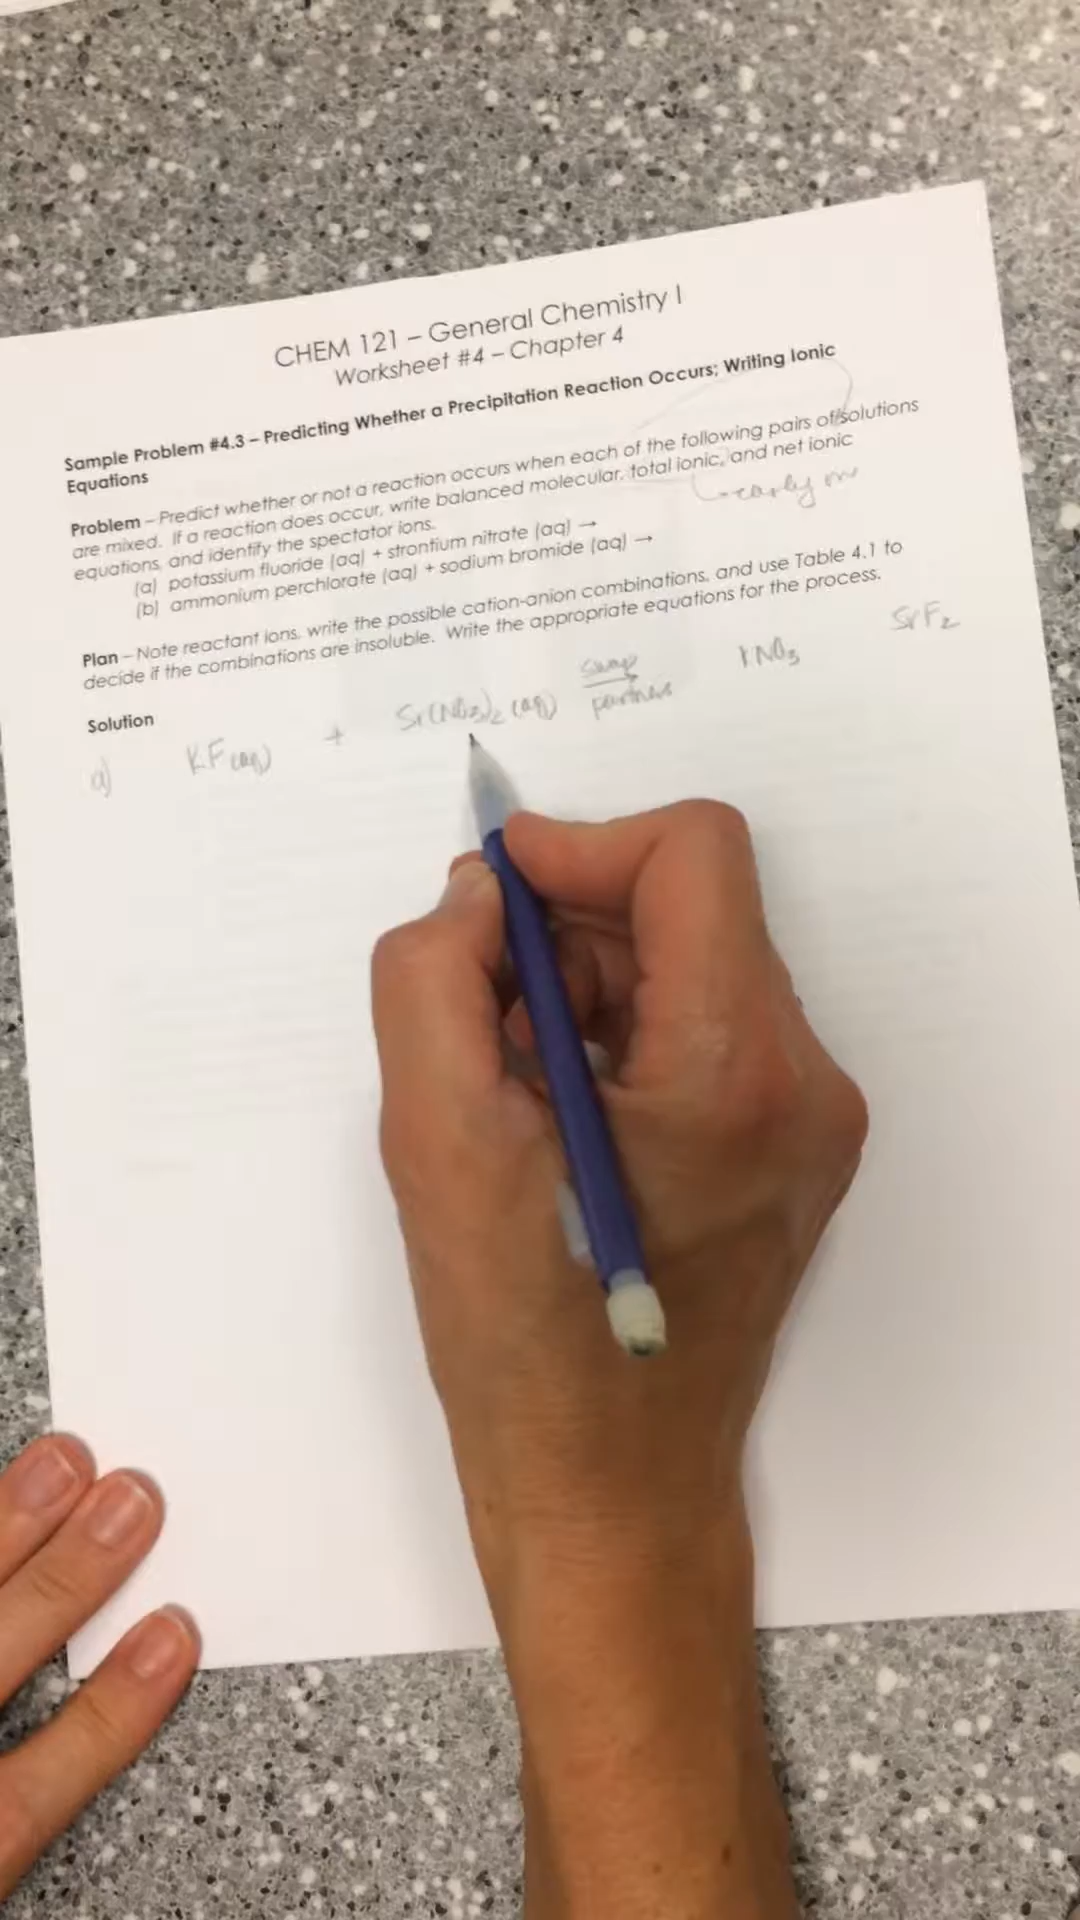 CHEM 121 – General Chemistry I
Worksheet #4 – Chapter 4
Sample Problem #4.3 – Predicting Whether a Precipitation Reaction Occurs; Writing Ionic
Equations
Problem – Predict whether or not a reaction occurs when each of the following pairs of solutions
are mixed. If a reaction does occur, write balanced molecular, total ionic, and net ionic
equations, and identify the spectator ions.
(a) potassium fluoride (aq) + strontium nitrate (aq) →
(b) ammonium perchlorate (aq) + sodium bromide (aq) →
Plan – Note reactant ions, write the possible cation-anion combinations, and use Table 4.1 to
decide if the combinations are insoluble. Write the appropriate equations for the process.
Solution
a) KF(aq) + Sr(NO3)2 (aq) swap → partners KNO3 SrF2